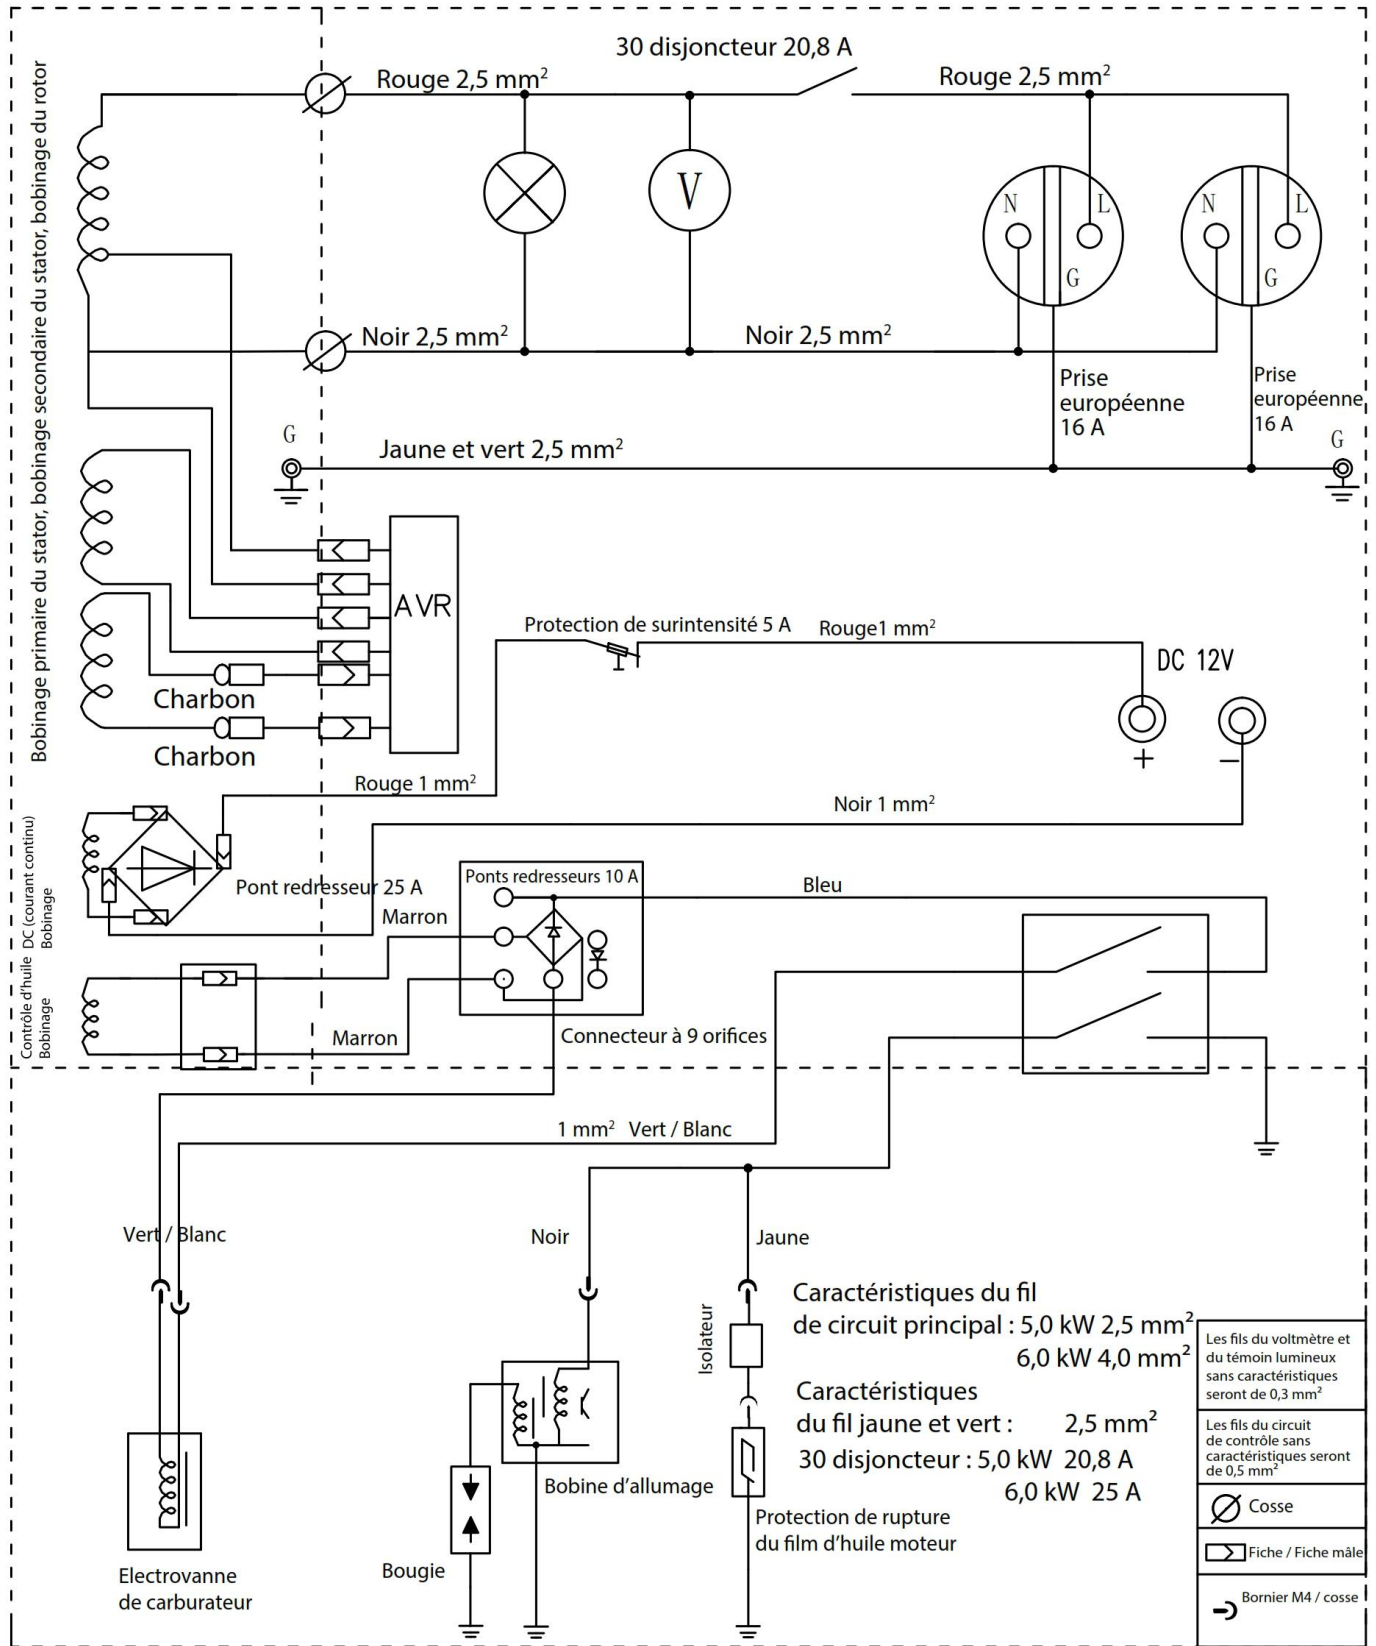 30 disjoncteur 20,8 A
Rouge 2,5 mm²
Rouge 2,5 mm²
Bobinage primaire du stator, bobinage secondaire du stator, bobinage du rotor
V
N
L
G
N
L
G
Noir 2,5 mm²
Noir 2,5 mm²
Prise
européenne
16 A
Prise
européenne
16 A
G
Jaune et vert 2,5 mm²
G
AVR
Protection de surintensité 5 A
Rouge1 mm²
DC 12V
Charbon
Charbon
+
−
Rouge 1 mm²
Noir 1 mm²
DC (courant continu)
Bobinage
Pont redresseur 25 A
Ponts redresseurs 10 A
Bleu
Marron
Contrôle d'huile
Bobinage
Marron
Connecteur à 9 orifices
1 mm² Vert / Blanc
Vert / Blanc
Noir
Jaune
Isolateur
Caractéristiques du fil
de circuit principal : 5,0 kW 2,5 mm²
6,0 kW 4,0 mm²
Caractéristiques
du fil jaune et vert : 2,5 mm²
30 disjoncteur : 5,0 kW 20,8 A
6,0 kW 25 A
Bobine d'allumage
Protection de rupture
du film d'huile moteur
Bougie
Electrovanne
de carburateur
Les fils du voltmètre et
du témoin lumineux
sans caractéristiques
seront de 0,3 mm²
Les fils du circuit
de contrôle sans
caractéristiques seront
de 0,5 mm²
Cosse
Fiche / Fiche mâle
Bornier M4 / cosse